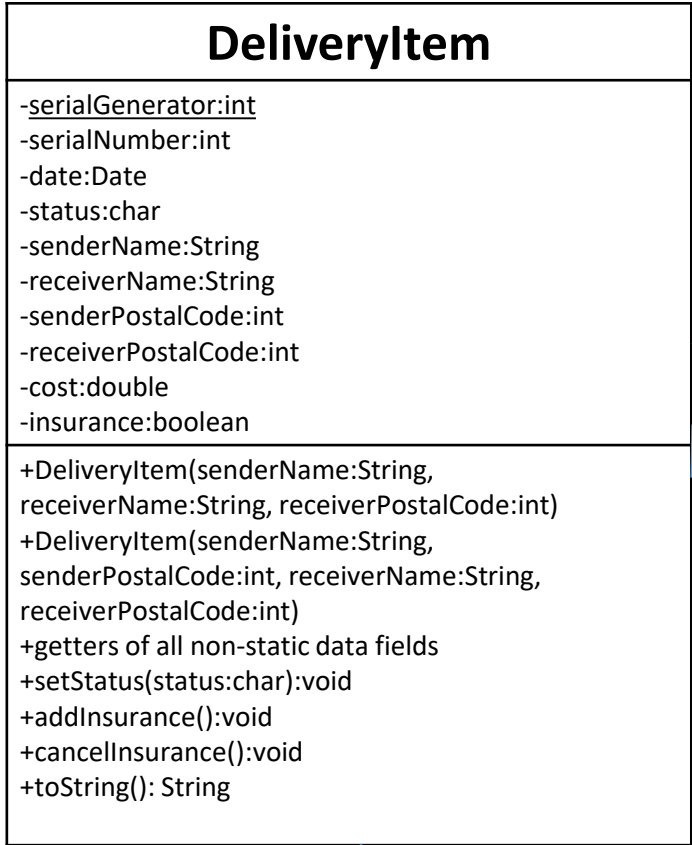 DeliveryItem
-serialGenerator:int
-serialNumber:int
-date:Date
-status:char
-senderName:String
-receiverName:String
-senderPostalCode:int
-receiverPostalCode:int
-cost:double
-insurance:boolean
+DeliveryItem(senderName:String,
receiverName:String, receiverPostalCode:int)
+DeliveryItem(senderName:String,
senderPostalCode:int, receiverName:String,
receiverPostalCode:int)
+getters of all non-static data fields
+setStatus(status:char):void
+addInsurance():void
+cancelInsurance():void
+toString(): String